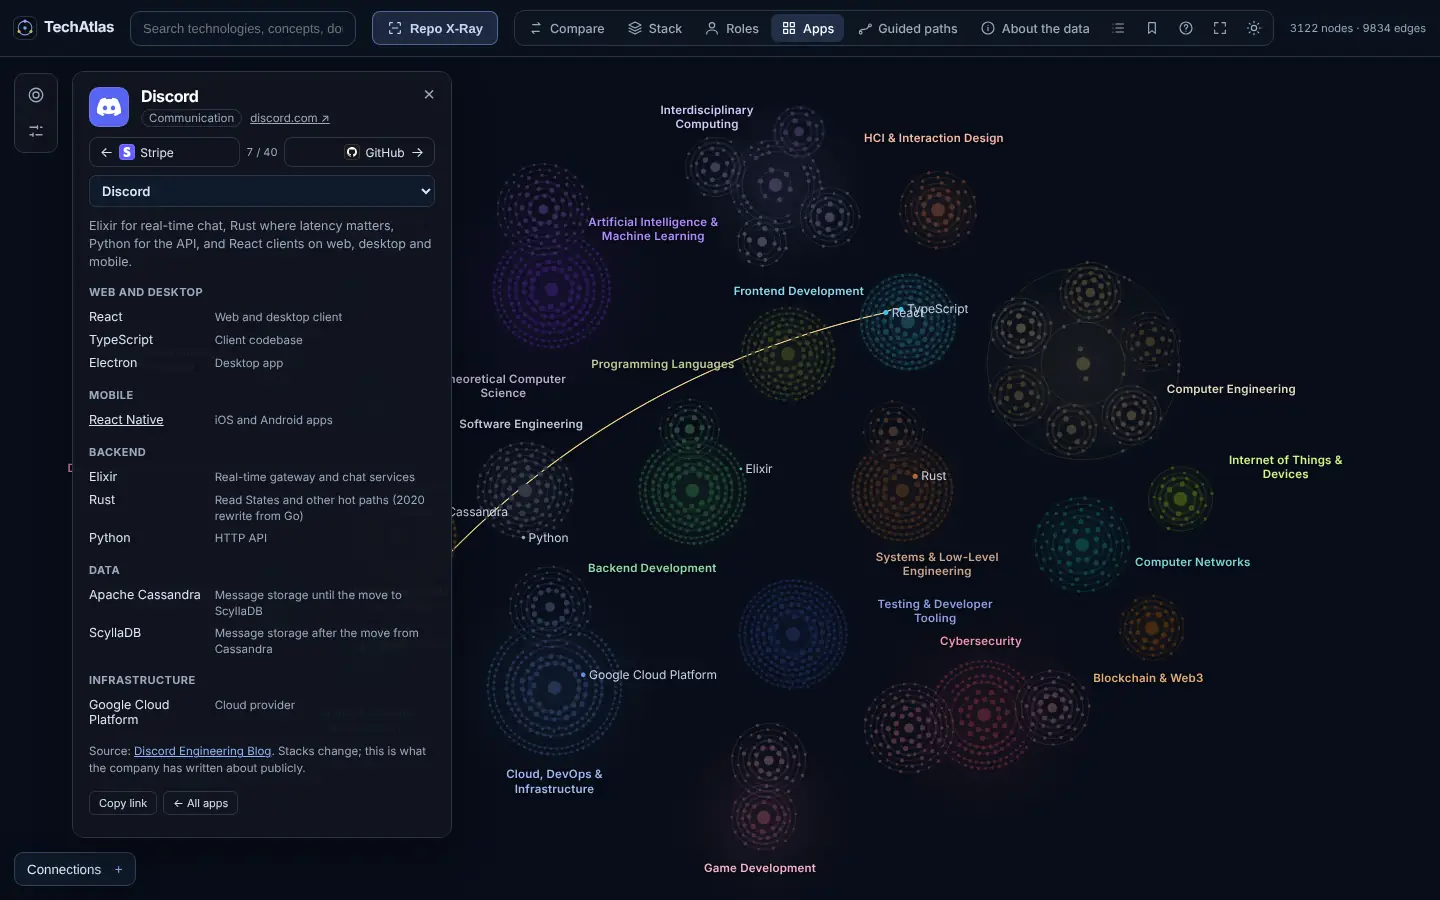 TechAtlas
Search technologies, concepts, do
Repo X-Ray
Compare
Stack
Roles
Apps
Guided paths
About the data
3122 nodes · 9834 edges
Discord
Communication
discord.com ↗
← Stripe
7 / 40
GitHub →
Discord
Elixir for real-time chat, Rust where latency matters,
Python for the API, and React clients on web, desktop and
mobile.
WEB AND DESKTOP
React Web and desktop client
TypeScript Client codebase
Electron Desktop app
MOBILE
React Native iOS and Android apps
BACKEND
Elixir Real-time gateway and chat services
Rust Read States and other hot paths (2020
rewrite from Go)
Python HTTP API
DATA
Apache Cassandra Message storage until the move to
ScyllaDB
ScyllaDB Message storage after the move from
Cassandra
INFRASTRUCTURE
Google Cloud Cloud provider
Platform
Source: Discord Engineering Blog. Stacks change; this is what
the company has written about publicly.
Copy link
← All apps
Connections +
Interdisciplinary
Computing
HCI & Interaction Design
Artificial Intelligence &
Machine Learning
Frontend Development
React
TypeScript
Programming Languages
heoretical Computer
Science
Computer Engineering
Software Engineering
Internet of Things &
Devices
Elixir
Rust
Cassandra
Python
Backend Development
Systems & Low-Level
Engineering
Computer Networks
Testing & Developer
Tooling
Cybersecurity
Google Cloud Platform
Blockchain & Web3
Cloud, DevOps &
Infrastructure
Game Development